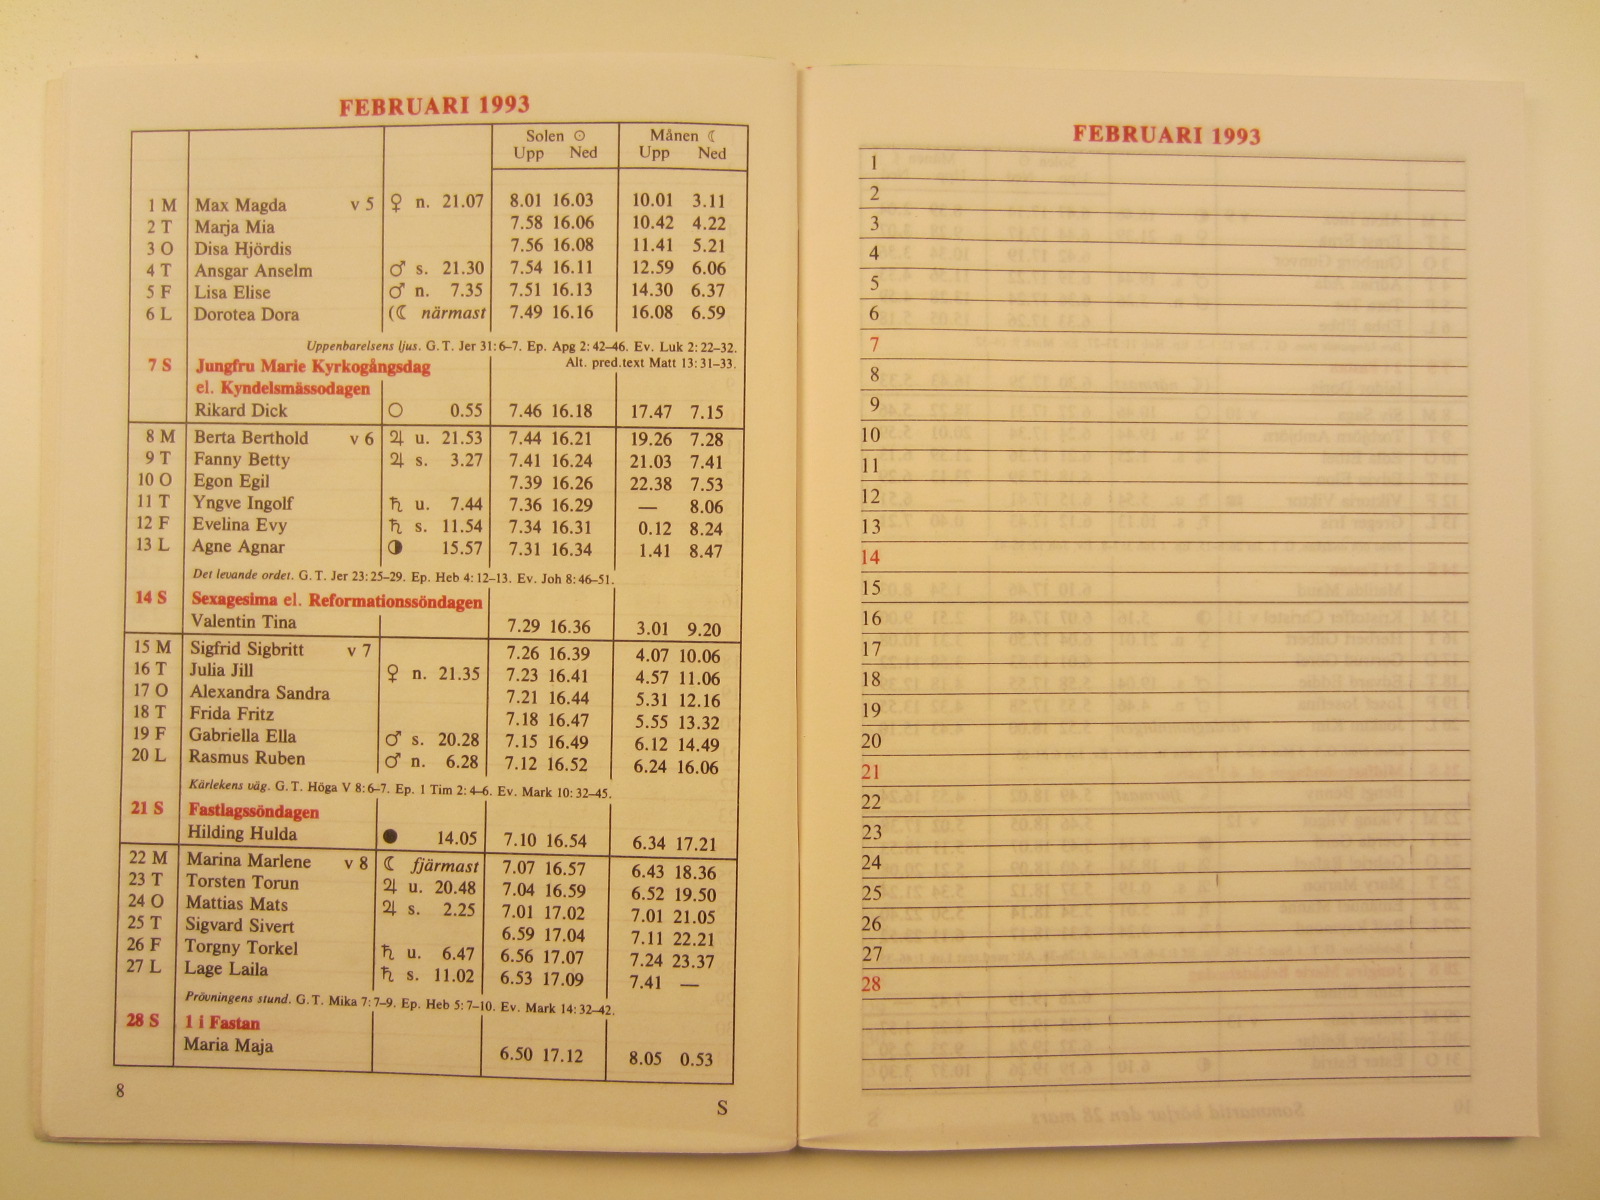 FEBRUARI 1993
Solen ☉ Månen ☾
Upp Ned Upp Ned
1 M Max Magda v 5 ♀ n. 21.07 8.01 16.03 10.01 3.11
2 T Marja Mia 7.58 16.06 10.42 4.22
3 O Disa Hjördis 7.56 16.08 11.41 5.21
4 T Ansgar Anselm ♂ s. 21.30 7.54 16.11 12.59 6.06
5 F Lisa Elise ♂ n. 7.35 7.51 16.13 14.30 6.37
6 L Dorotea Dora (☾ närmast 7.49 16.16 16.08 6.59
Uppenbarelsens ljus. G.T. Jer 31:6–7. Ep. Apg 2:42–46. Ev. Luk 2:22–32.
7 S Jungfru Marie Kyrkogångsdag Alt. pred.text Matt 13:31–33.
el. Kyndelsmässodagen
Rikard Dick ○ 0.55 7.46 16.18 17.47 7.15
8 M Berta Berthold v 6 ♃ u. 21.53 7.44 16.21 19.26 7.28
9 T Fanny Betty ♃ s. 3.27 7.41 16.24 21.03 7.41
10 O Egon Egil 7.39 16.26 22.38 7.53
11 T Yngve Ingolf ♄ u. 7.44 7.36 16.29 — 8.06
12 F Evelina Evy ♄ s. 11.54 7.34 16.31 0.12 8.24
13 L Agne Agnar ◑ 15.57 7.31 16.34 1.41 8.47
Det levande ordet. G.T. Jer 23:25–29. Ep. Heb 4:12–13. Ev. Joh 8:46–51.
14 S Sexagesima el. Reformationssöndagen
Valentin Tina 7.29 16.36 3.01 9.20
15 M Sigfrid Sigbritt v 7 7.26 16.39 4.07 10.06
16 T Julia Jill ♀ n. 21.35 7.23 16.41 4.57 11.06
17 O Alexandra Sandra 7.21 16.44 5.31 12.16
18 T Frida Fritz 7.18 16.47 5.55 13.32
19 F Gabriella Ella ♂ s. 20.28 7.15 16.49 6.12 14.49
20 L Rasmus Ruben ♂ n. 6.28 7.12 16.52 6.24 16.06
Kärlekens väg. G.T. Höga V 8:6–7. Ep. 1 Tim 2:4–6. Ev. Mark 10:32–45.
21 S Fastlagssöndagen
Hilding Hulda ● 14.05 7.10 16.54 6.34 17.21
22 M Marina Marlene v 8 ☾ fjärmast 7.07 16.57 6.43 18.36
23 T Torsten Torun ♃ u. 20.48 7.04 16.59 6.52 19.50
24 O Mattias Mats ♃ s. 2.25 7.01 17.02 7.01 21.05
25 T Sigvard Sivert 6.59 17.04 7.11 22.21
26 F Torgny Torkel ♄ u. 6.47 6.56 17.07 7.24 23.37
27 L Lage Laila ♄ s. 11.02 6.53 17.09 7.41 —
Prövningens stund. G.T. Mika 7:7–9. Ep. Heb 5:7–10. Ev. Mark 14:32–42.
28 S 1 i Fastan
Maria Maja 6.50 17.12 8.05 0.53
8
S
FEBRUARI 1993
1
2
3
4
5
6
7
8
9
10
11
12
13
14
15
16
17
18
19
20
21
22
23
24
25
26
27
28